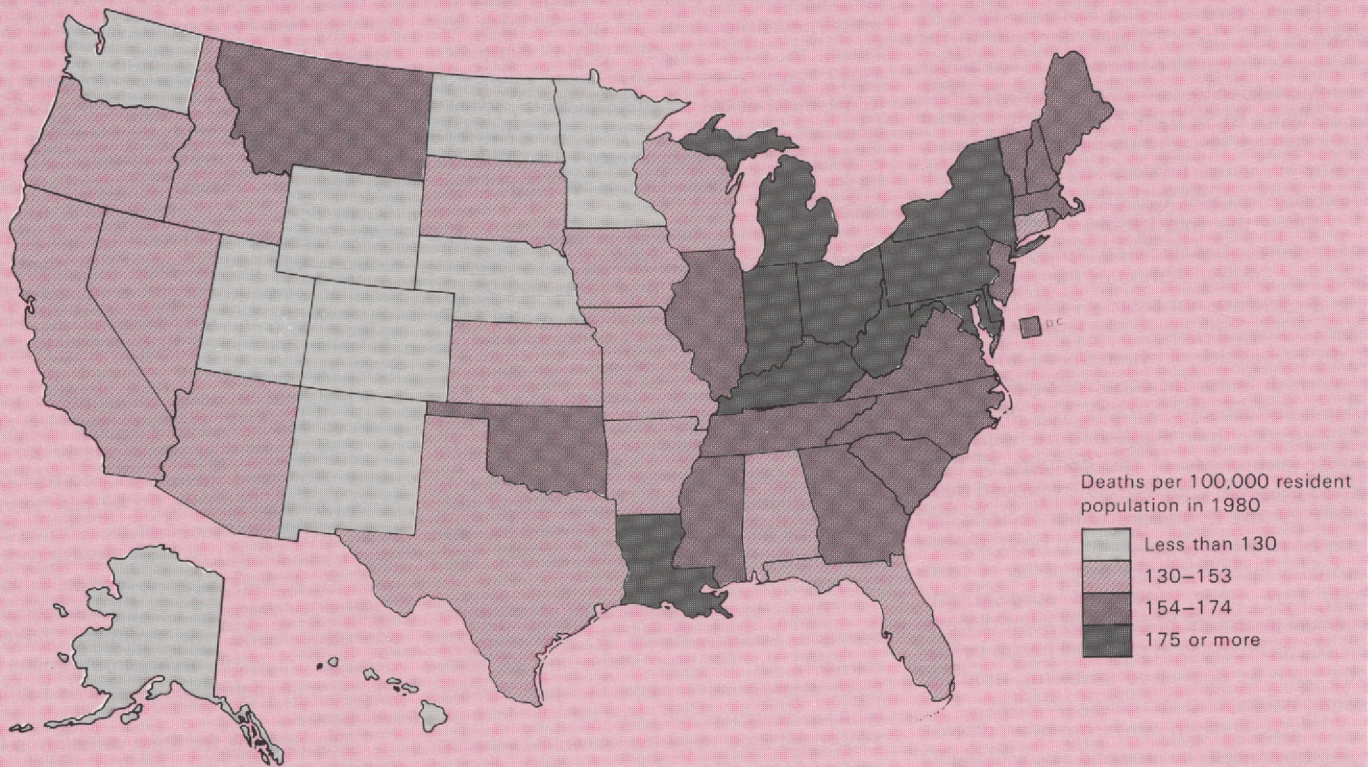 DC
Deaths per 100,000 resident
population in 1980
Less than 130
130–153
154–174
175 or more